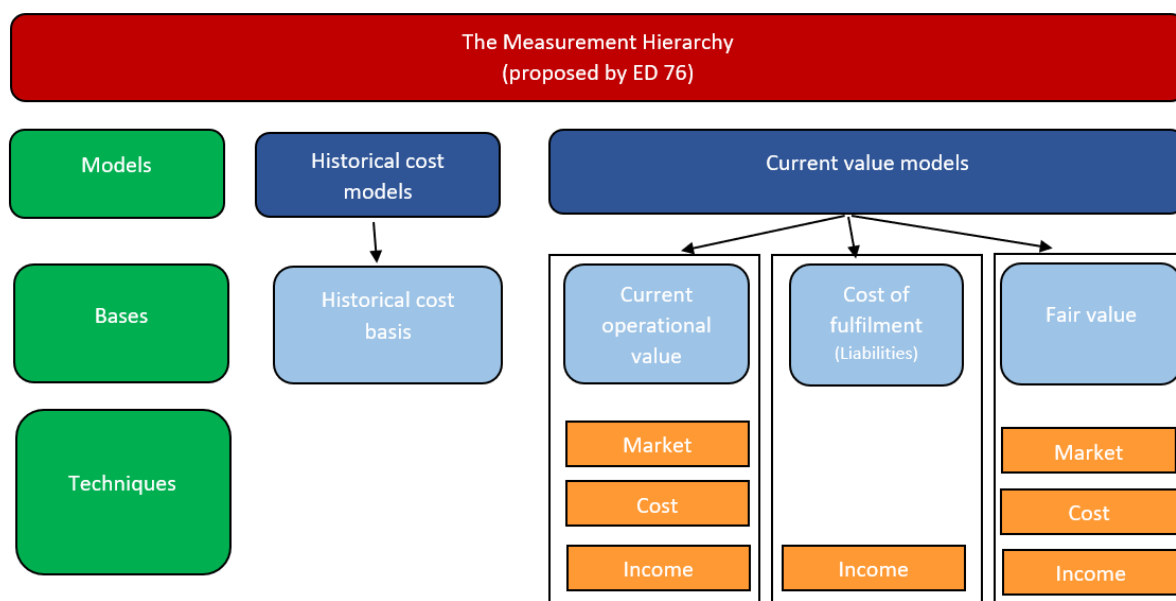 The Measurement Hierarchy
(proposed by ED 76)
Models
Historical cost
models
Current value models
Bases
Historical cost
basis
Current
operational
value
Cost of
fulfilment
(Liabilities)
Fair value
Techniques
Market
Cost
Income
Income
Market
Cost
Income